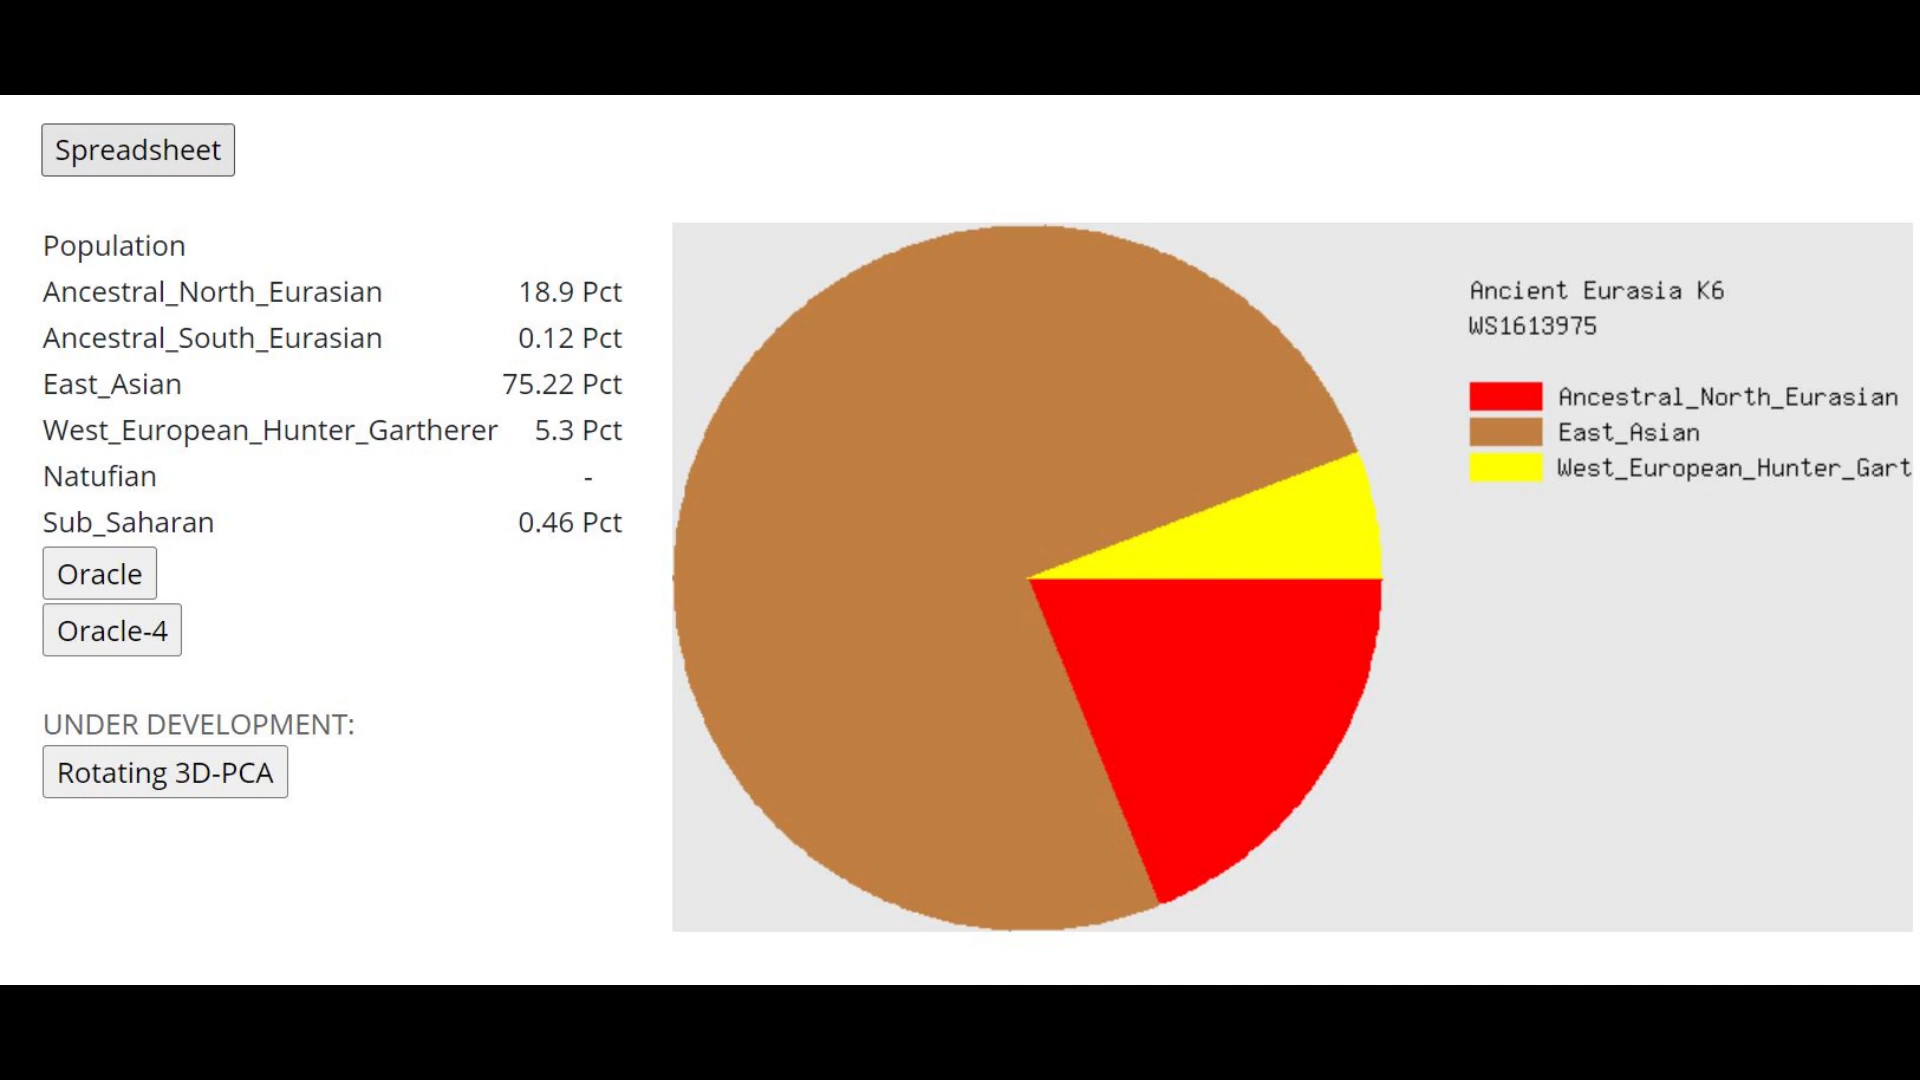 Spreadsheet
Population
Ancestral_North_Eurasian 18.9 Pct
Ancestral_South_Eurasian 0.12 Pct
East_Asian 75.22 Pct
West_European_Hunter_Gartherer 5.3 Pct
Natufian -
Sub_Saharan 0.46 Pct
Oracle
Oracle-4
UNDER DEVELOPMENT:
Rotating 3D-PCA
Ancient Eurasia K6
WS1613975
Ancestral_North_Eurasian
East_Asian
West_European_Hunter_Gart